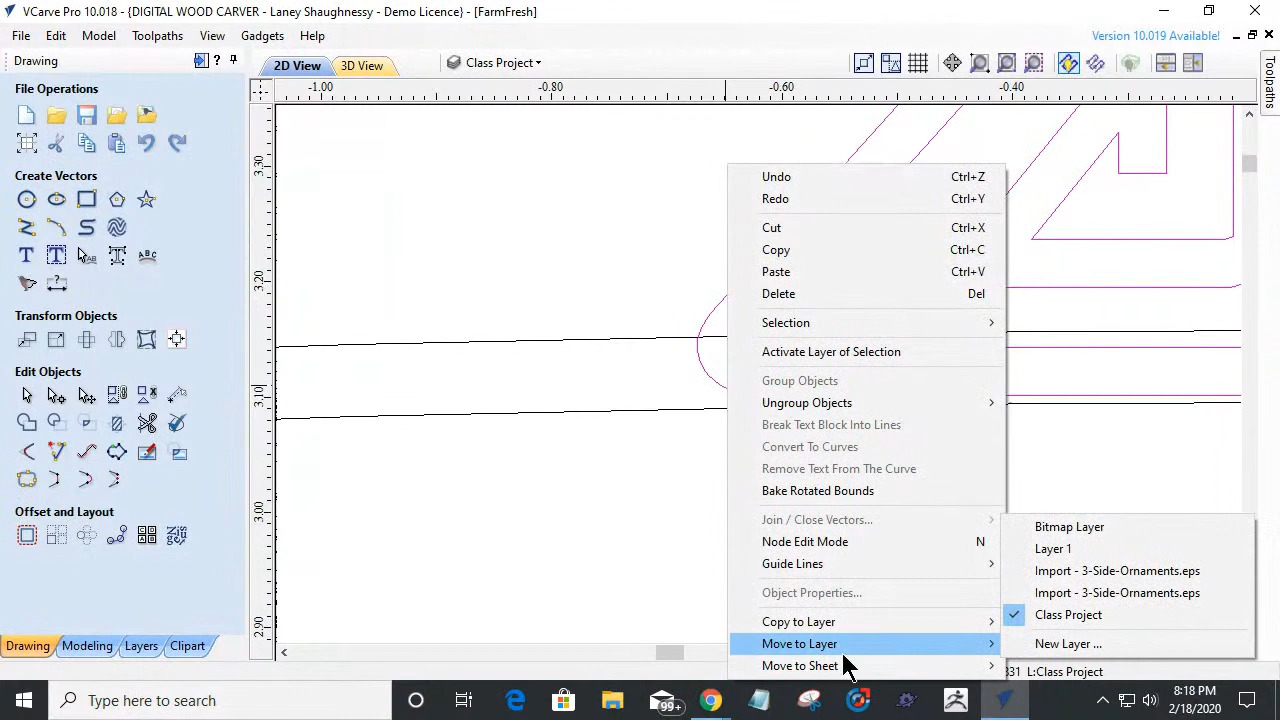 VCarve Pro 10.018 - {DIGITAL WOOD CARVER - Laney Shaughnessy - Demo Licence} - [FarmFresh]
File Edit Model Toolpaths View Gadgets Help
Version 10.019 Available!
Drawing
2D View 3D View Class Project
Toolpaths
File Operations
Create Vectors
Transform Objects
Edit Objects
Offset and Layout
-1.00 -0.80 -0.60 -0.40
3.30
3.20
3.10
3.00
2.90
Undo Ctrl+Z
Redo Ctrl+Y
Cut Ctrl+X
Copy Ctrl+C
Paste Ctrl+V
Delete Del
Selection
Activate Layer of Selection
Group Objects
Ungroup Objects
Break Text Block Into Lines
Convert To Curves
Remove Text From The Curve
Bake Rotated Bounds
Join / Close Vectors...
Node Edit Mode N
Guide Lines
Object Properties...
Copy to Layer
Move to Layer
Move to Sheet
Bitmap Layer
Layer 1
Import - 3-Side-Ornaments.eps
Import - 3-Side-Ornaments.eps
Class Project
New Layer ...
Drawing Modeling Layers Clipart
331 L:Class Project
Type here to search
99+
8:18 PM
2/18/2020